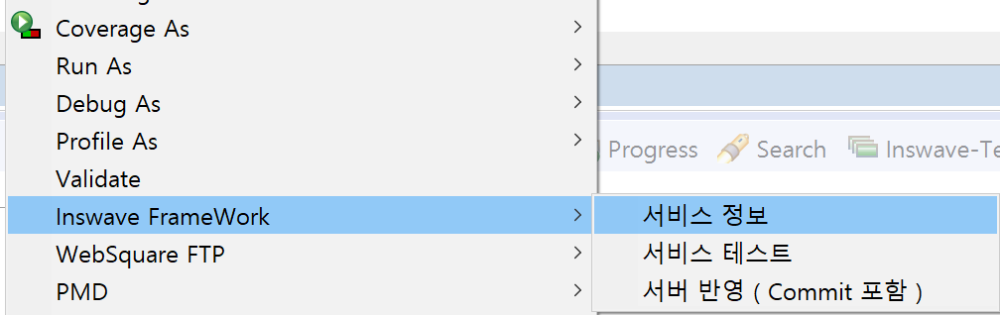 Coverage As
Run As
Debug As
Profile As
Progress Search Inswave-Te
Validate
Inswave FrameWork
서비스 정보
WebSquare FTP
서비스 테스트
PMD
서버 반영 ( Commit 포함 )